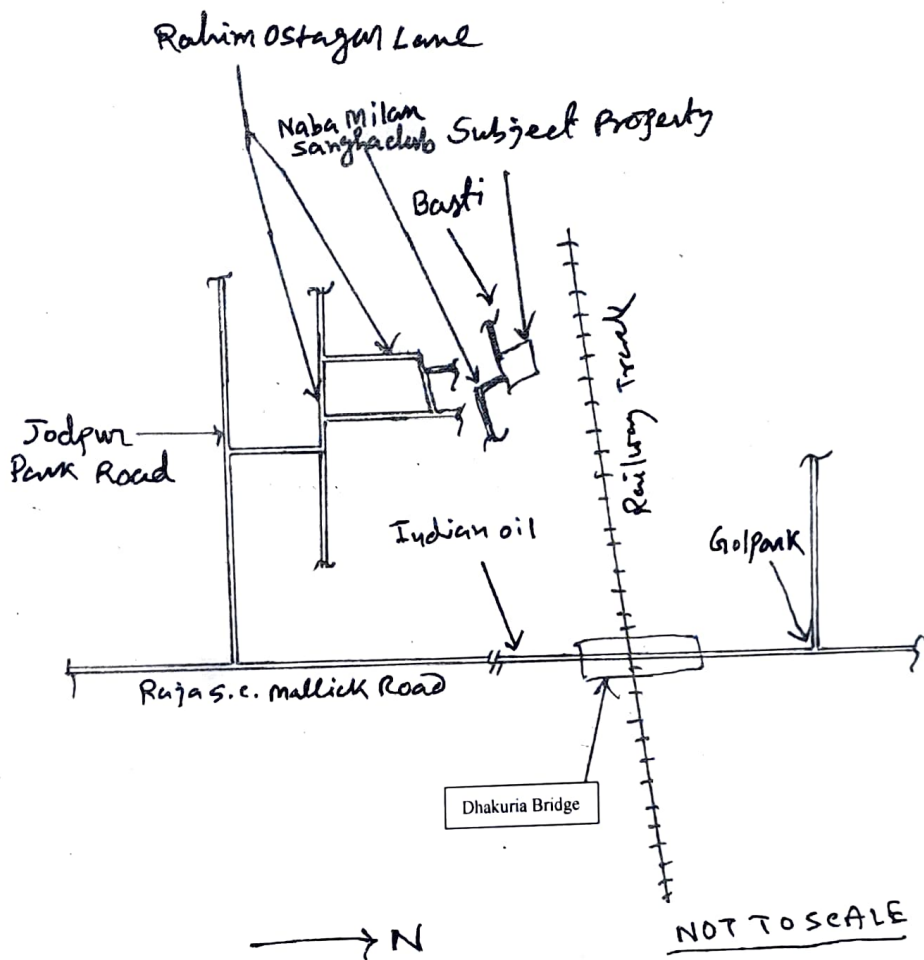 Rahim Ostagar Lane
Naba Milan
Sangha club
Subject Property
Basti
Railway Track
Jodpur
Park Road
Indian oil
Golpark
Raja S.C. Mallick Road
Dhakuria Bridge
N
NOT TO SCALE